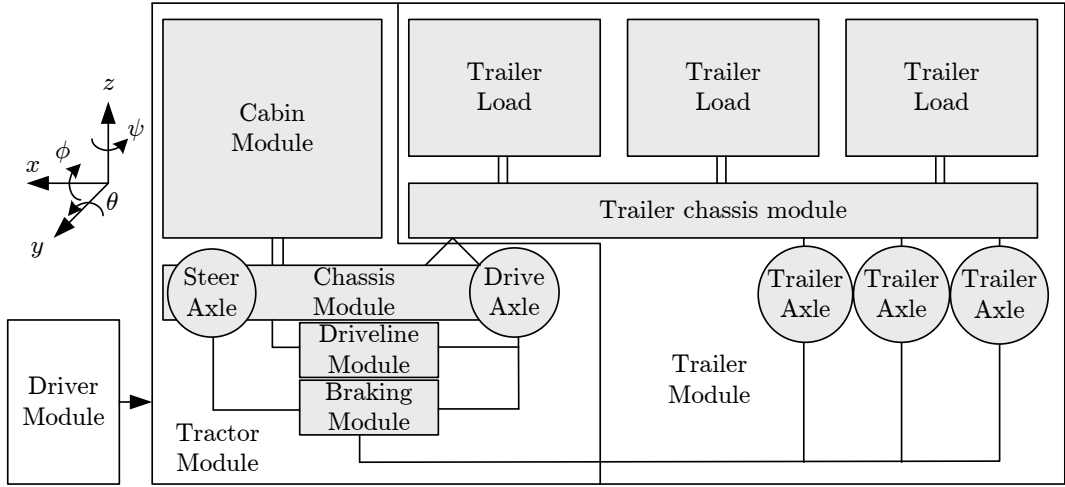 z
ψ
ϕ
x
θ
y
Driver
Module
Cabin
Module
Trailer
Load
Trailer
Load
Trailer
Load
Trailer chassis module
Steer
Axle
Chassis
Module
Drive
Axle
Trailer
Axle
Trailer
Axle
Trailer
Axle
Driveline
Module
Braking
Module
Tractor
Module
Trailer
Module